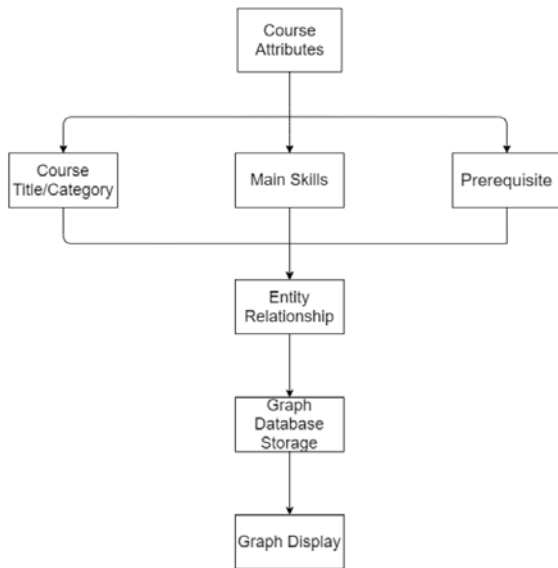 Course
Attributes
Course
Title/Category
Main Skills
Prerequisite
Entity
Relationship
Graph
Database
Storage
Graph Display